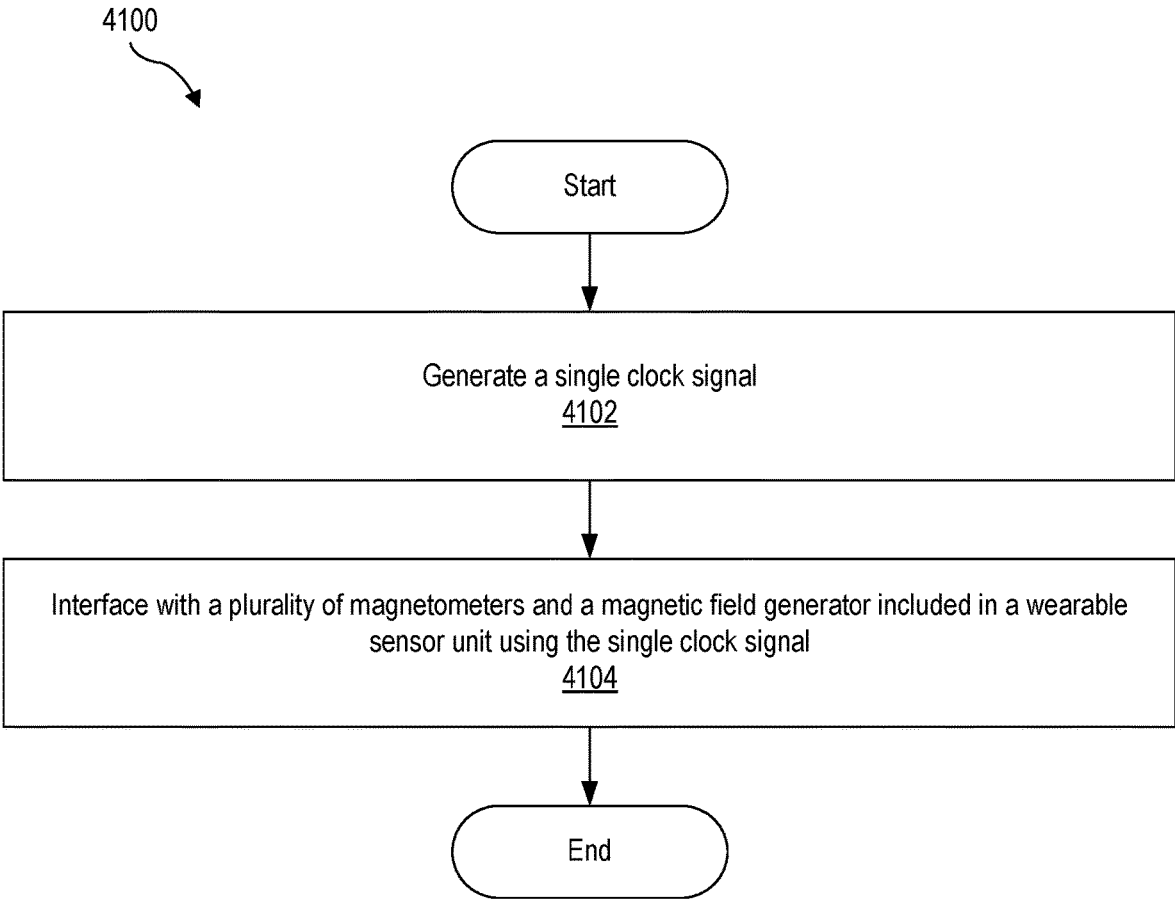 4100
Start
Generate a single clock signal
4102
Interface with a plurality of magnetometers and a magnetic field generator included in a wearable
sensor unit using the single clock signal
4104
End